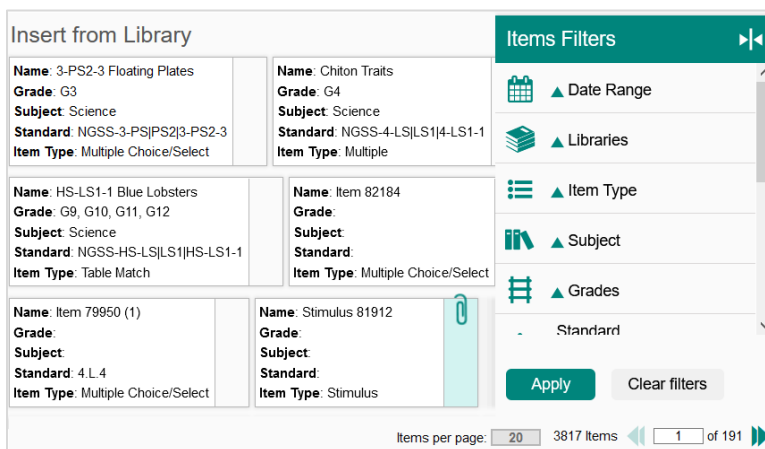 Insert from Library
Name: 3-PS2-3 Floating Plates
Grade: G3
Subject: Science
Standard: NGSS-3-PS|PS2|3-PS2-3
Item Type: Multiple Choice/Select
Name: Chiton Traits
Grade: G4
Subject: Science
Standard: NGSS-4-LS|LS1|4-LS1-1
Item Type: Multiple
Name: HS-LS1-1 Blue Lobsters
Grade: G9, G10, G11, G12
Subject: Science
Standard: NGSS-HS-LS|LS1|HS-LS1-1
Item Type: Table Match
Name: Item 82184
Grade:
Subject:
Standard:
Item Type: Multiple Choice/Select
Name: Item 79950 (1)
Grade:
Subject:
Standard: 4.L.4
Item Type: Multiple Choice/Select
Name: Stimulus 81912
Grade:
Subject:
Standard:
Item Type: Stimulus
Items Filters
Date Range
Libraries
Item Type
Subject
Grades
Standard
Apply Clear filters
Items per page: 20 3817 Items 1 of 191